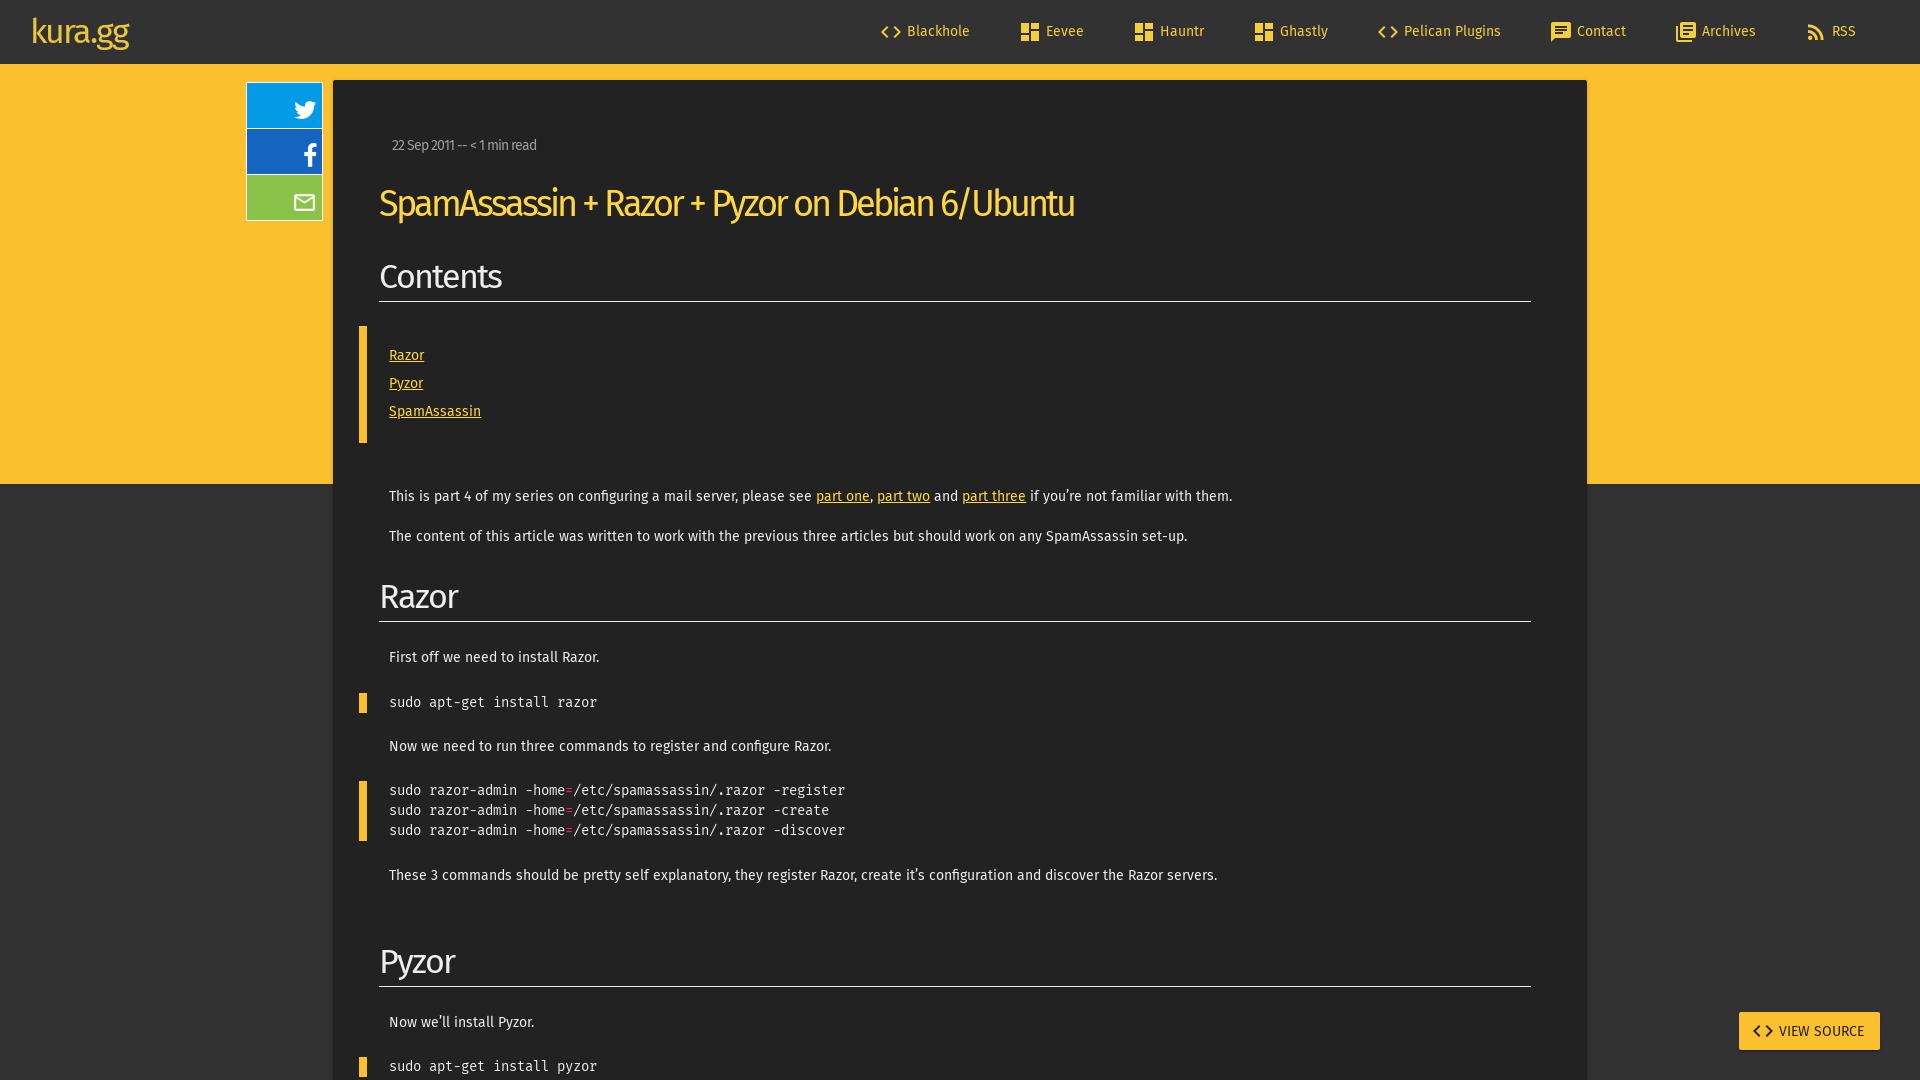 kura.gg
Blackhole
Eevee
Hauntr
Ghastly
Pelican Plugins
Contact
Archives
RSS
22 Sep 2011 -- < 1 min read
SpamAssassin + Razor + Pyzor on Debian 6/Ubuntu
Contents
Razor
Pyzor
SpamAssassin
This is part 4 of my series on configuring a mail server, please see part one, part two and part three if you’re not familiar with them.
The content of this article was written to work with the previous three articles but should work on any SpamAssassin set-up.
Razor
First off we need to install Razor.
sudo apt-get install razor
Now we need to run three commands to register and configure Razor.
sudo razor-admin -home=/etc/spamassassin/.razor -register
sudo razor-admin -home=/etc/spamassassin/.razor -create
sudo razor-admin -home=/etc/spamassassin/.razor -discover
These 3 commands should be pretty self explanatory, they register Razor, create it’s configuration and discover the Razor servers.
Pyzor
Now we’ll install Pyzor.
sudo apt-get install pyzor
VIEW SOURCE